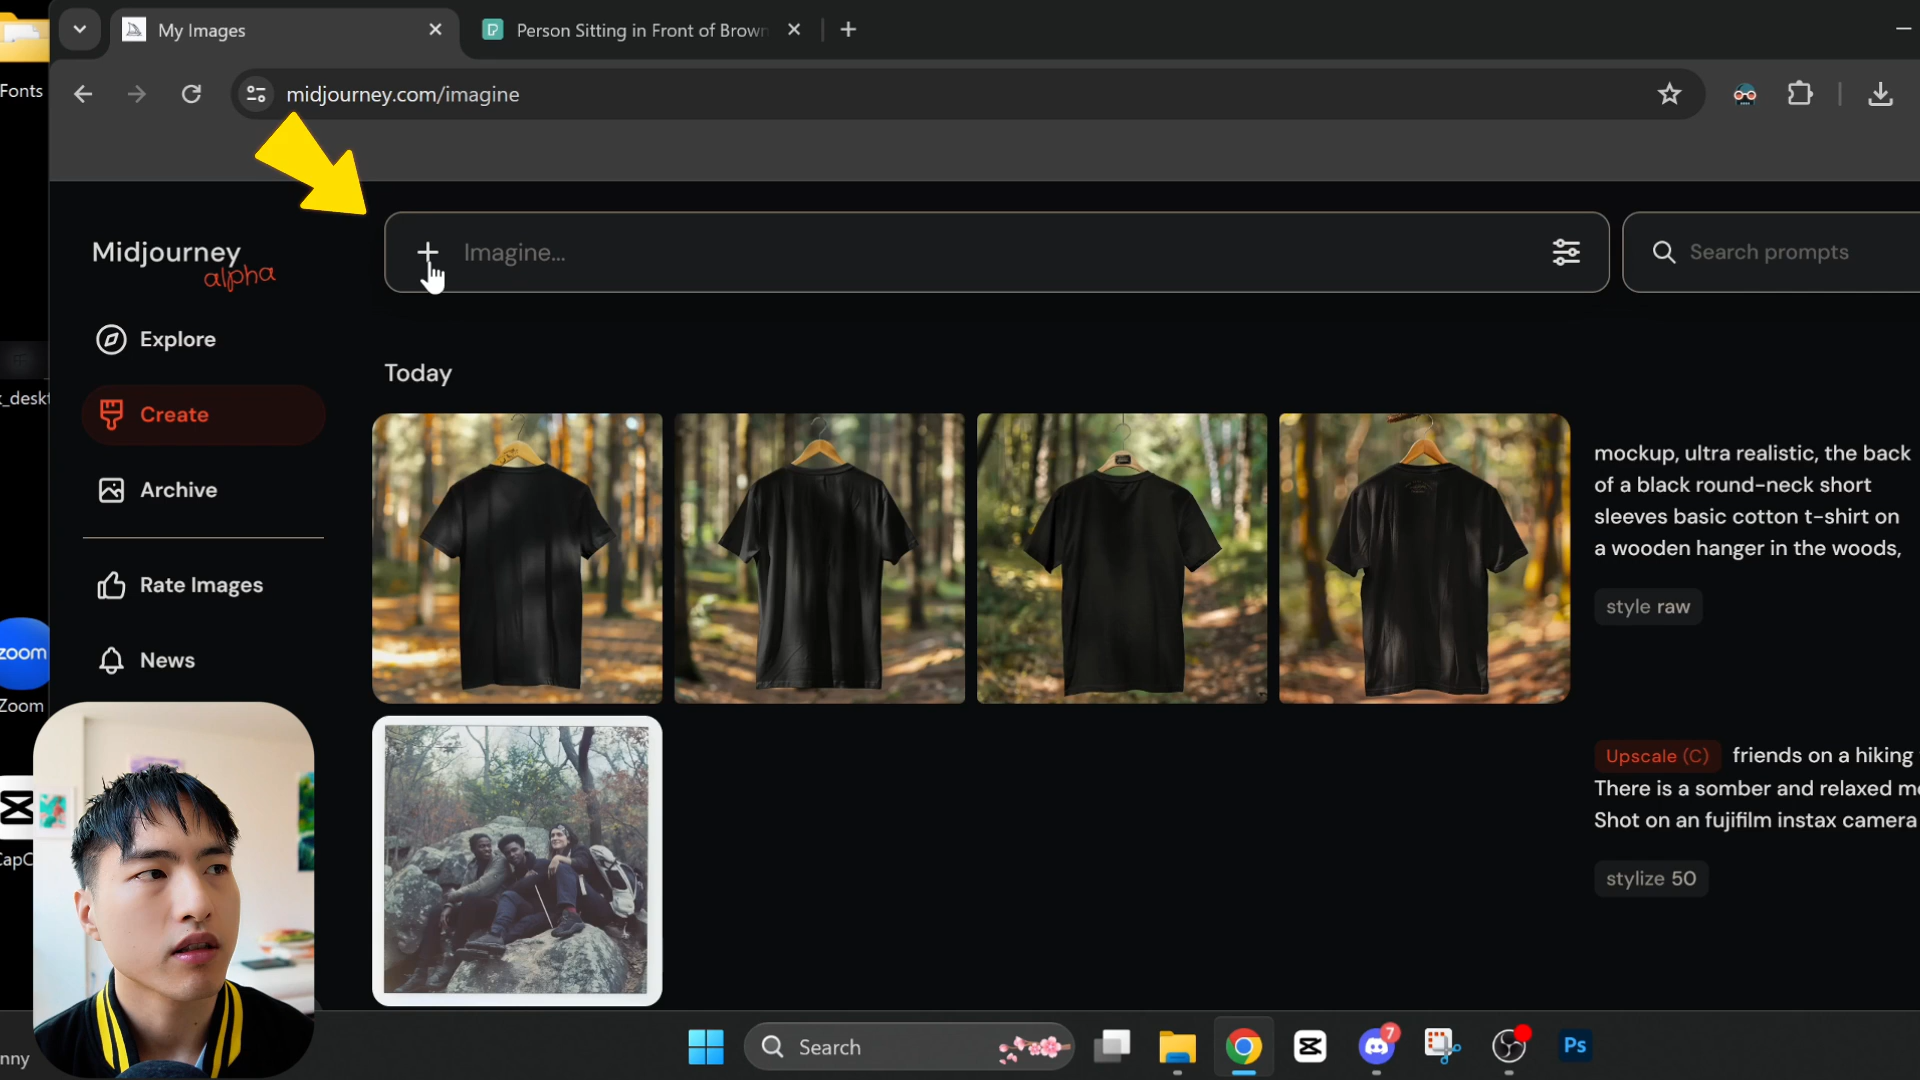 My Images
Person Sitting in Front of Brown
Fonts
midjourney.com/imagine
Midjourney
alpha
Imagine...
Search prompts
Explore
Today
Create
Archive
Rate Images
News
mockup, ultra realistic, the back
of a black round-neck short
sleeves basic cotton t-shirt on
a wooden hanger in the woods,
style raw
zoom
Zoom
Upscale (C) friends on a hiking
There is a somber and relaxed
Shot on an fujifilm instax camera
stylize 50
Search
7
Ps